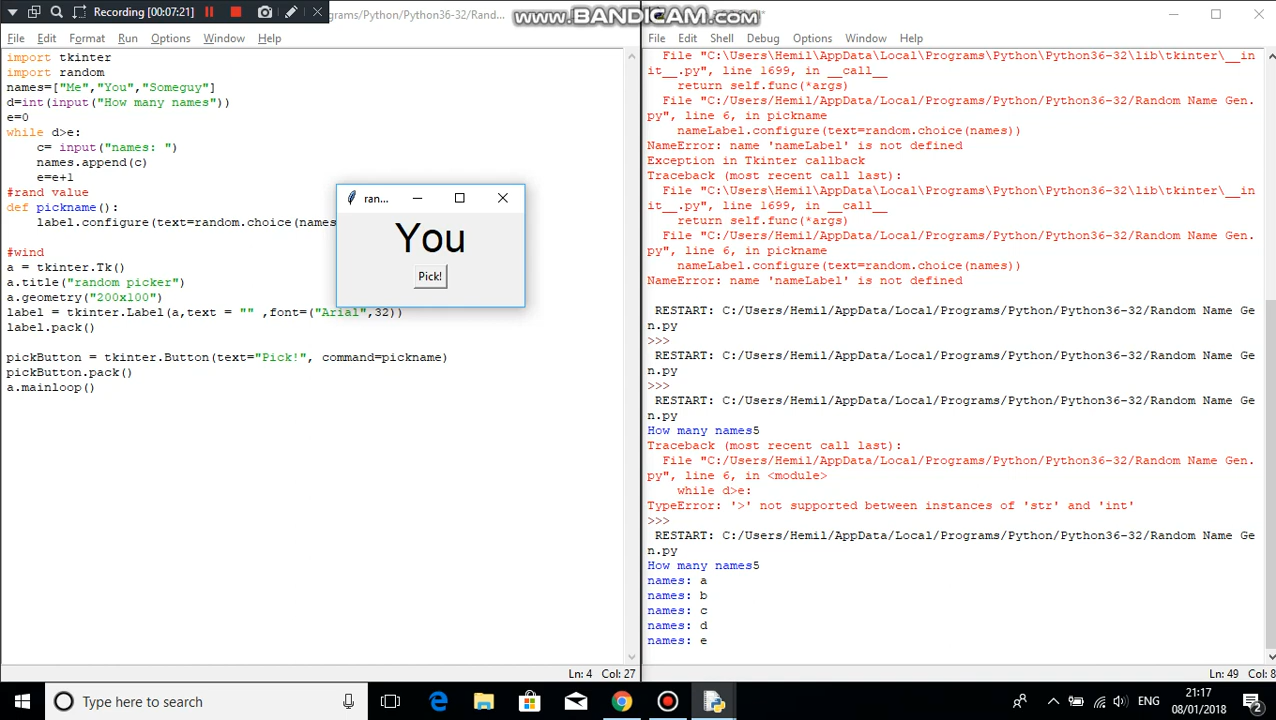 Recording [00:07:21]
rograms/Python/Python36-32/Rand...
www.BANDICAM.com
File Edit Format Run Options Window Help
import tkinter
import random
names=["Me","You","Someguy"]
d=int(input("How many names"))
e=0
while d>e:
c= input("names: ")
names.append(c)
e=e+1
#rand value
def pickname():
label.configure(text=random.choice(names
#wind
a = tkinter.Tk()
a.title("random picker")
a.geometry("200x100")
label = tkinter.Label(a,text = "" ,font=("Arial",32))
label.pack()
pickButton = tkinter.Button(text="Pick!", command=pickname)
pickButton.pack()
a.mainloop()
Ln: 4 Col: 27
ran...
You
Pick!
File Edit Shell Debug Options Window Help
File "C:\Users\Hemil\AppData\Local\Programs\Python\Python36-32\lib\tkinter\__in
it__.py", line 1699, in __call__
return self.func(*args)
File "C:/Users/Hemil/AppData/Local/Programs/Python/Python36-32/Random Name Gen.
py", line 6, in pickname
nameLabel.configure(text=random.choice(names))
NameError: name 'nameLabel' is not defined
Exception in Tkinter callback
Traceback (most recent call last):
File "C:\Users\Hemil\AppData\Local\Programs\Python\Python36-32\lib\tkinter\__in
it__.py", line 1699, in __call__
return self.func(*args)
File "C:/Users/Hemil/AppData/Local/Programs/Python/Python36-32/Random Name Gen.
py", line 6, in pickname
nameLabel.configure(text=random.choice(names))
NameError: name 'nameLabel' is not defined
RESTART: C:/Users/Hemil/AppData/Local/Programs/Python/Python36-32/Random Name Ge
n.py
>>>
RESTART: C:/Users/Hemil/AppData/Local/Programs/Python/Python36-32/Random Name Ge
n.py
>>>
RESTART: C:/Users/Hemil/AppData/Local/Programs/Python/Python36-32/Random Name Ge
n.py
How many names5
Traceback (most recent call last):
File "C:/Users/Hemil/AppData/Local/Programs/Python/Python36-32/Random Name Gen.
py", line 6, in <module>
while d>e:
TypeError: '>' not supported between instances of 'str' and 'int'
>>>
RESTART: C:/Users/Hemil/AppData/Local/Programs/Python/Python36-32/Random Name Ge
n.py
How many names5
names: a
names: b
names: c
names: d
names: e
Ln: 49 Col: 8
Type here to search
ENG
21:17
08/01/2018
2